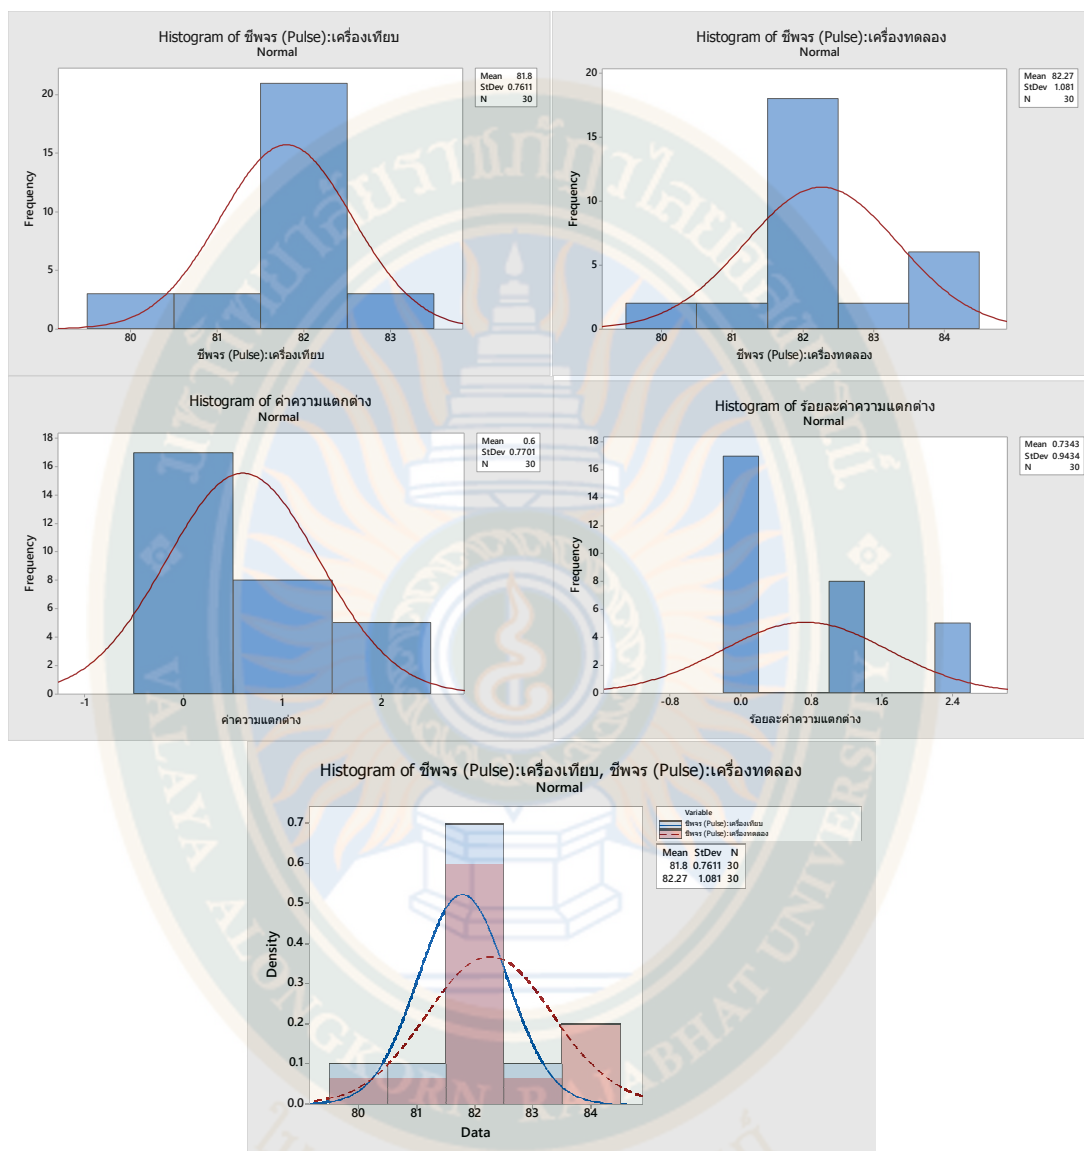 Histogram of ชีพจร (Pulse):เครื่องเทียบ
Normal
Mean 81.8
StDev 0.7611
N 30
20
15
10
5
0
Frequency
80 81 82 83
ชีพจร (Pulse):เครื่องเทียบ
Histogram of ชีพจร (Pulse):เครื่องทดลอง
Normal
Mean 82.27
StDev 1.081
N 30
20
15
10
5
0
Frequency
80 81 82 83 84
ชีพจร (Pulse):เครื่องทดลอง
Histogram of ค่าความแตกต่าง
Normal
Mean 0.6
StDev 0.7701
N 30
18
16
14
12
10
8
6
4
2
0
Frequency
-1 0 1 2
ค่าความแตกต่าง
Histogram of ร้อยละค่าความแตกต่าง
Normal
Mean 0.7343
StDev 0.9434
N 30
18
16
14
12
10
8
6
4
2
0
Frequency
-0.8 0.0 0.8 1.6 2.4
ร้อยละค่าความแตกต่าง
Histogram of ชีพจร (Pulse):เครื่องเทียบ, ชีพจร (Pulse):เครื่องทดลอง
Normal
Variable
ชีพจร (Pulse):เครื่องเทียบ
ชีพจร (Pulse):เครื่องทดลอง
Mean StDev N
81.8 0.7611 30
82.27 1.081 30
0.7
0.6
0.5
0.4
0.3
0.2
0.1
0.0
Density
80 81 82 83 84
Data
VALAYA ALONGKORN RAJABHAT UNIVERSITY